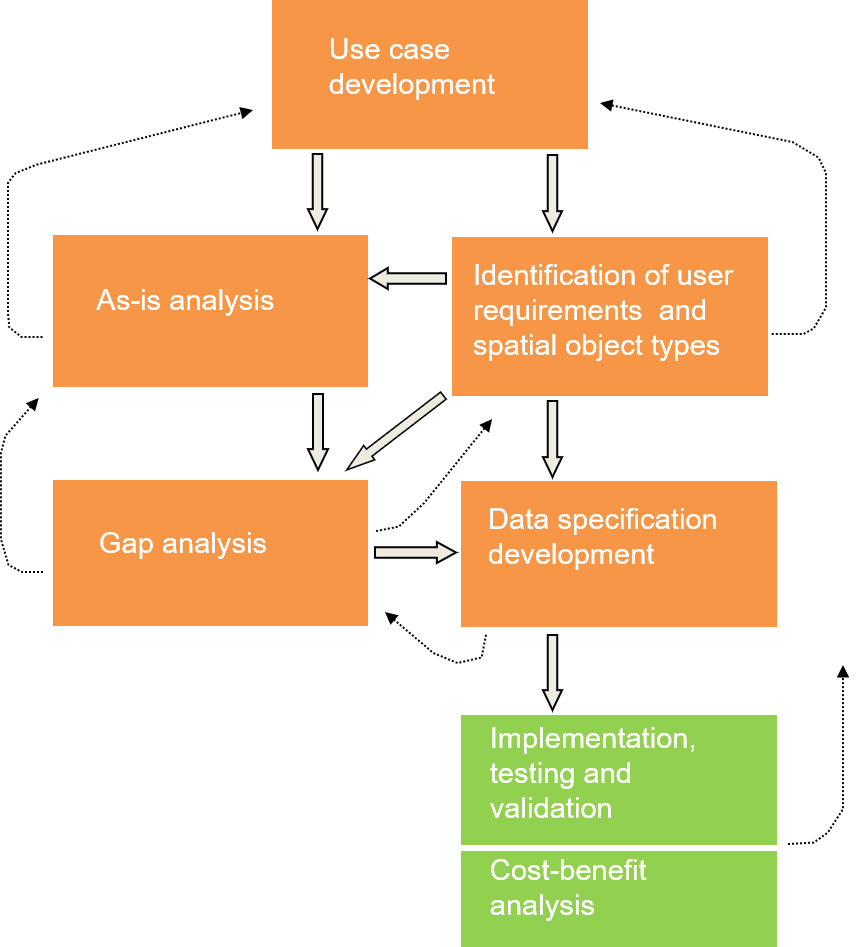 Use case
development
As-is analysis
Identification of user
requirements  and
spatial object types
Gap analysis
Data specification
development
Implementation,
testing and
validation
Cost-benefit
analysis